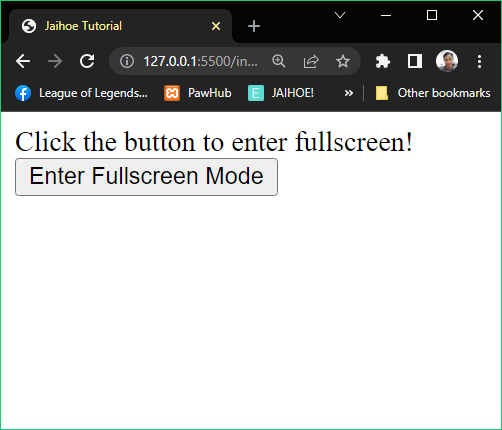 Jaihoe Tutorial
127.0.0.1:5500/in...
League of Legends... PawHub E JAIHOE! » Other bookmarks
Click the button to enter fullscreen!
Enter Fullscreen Mode